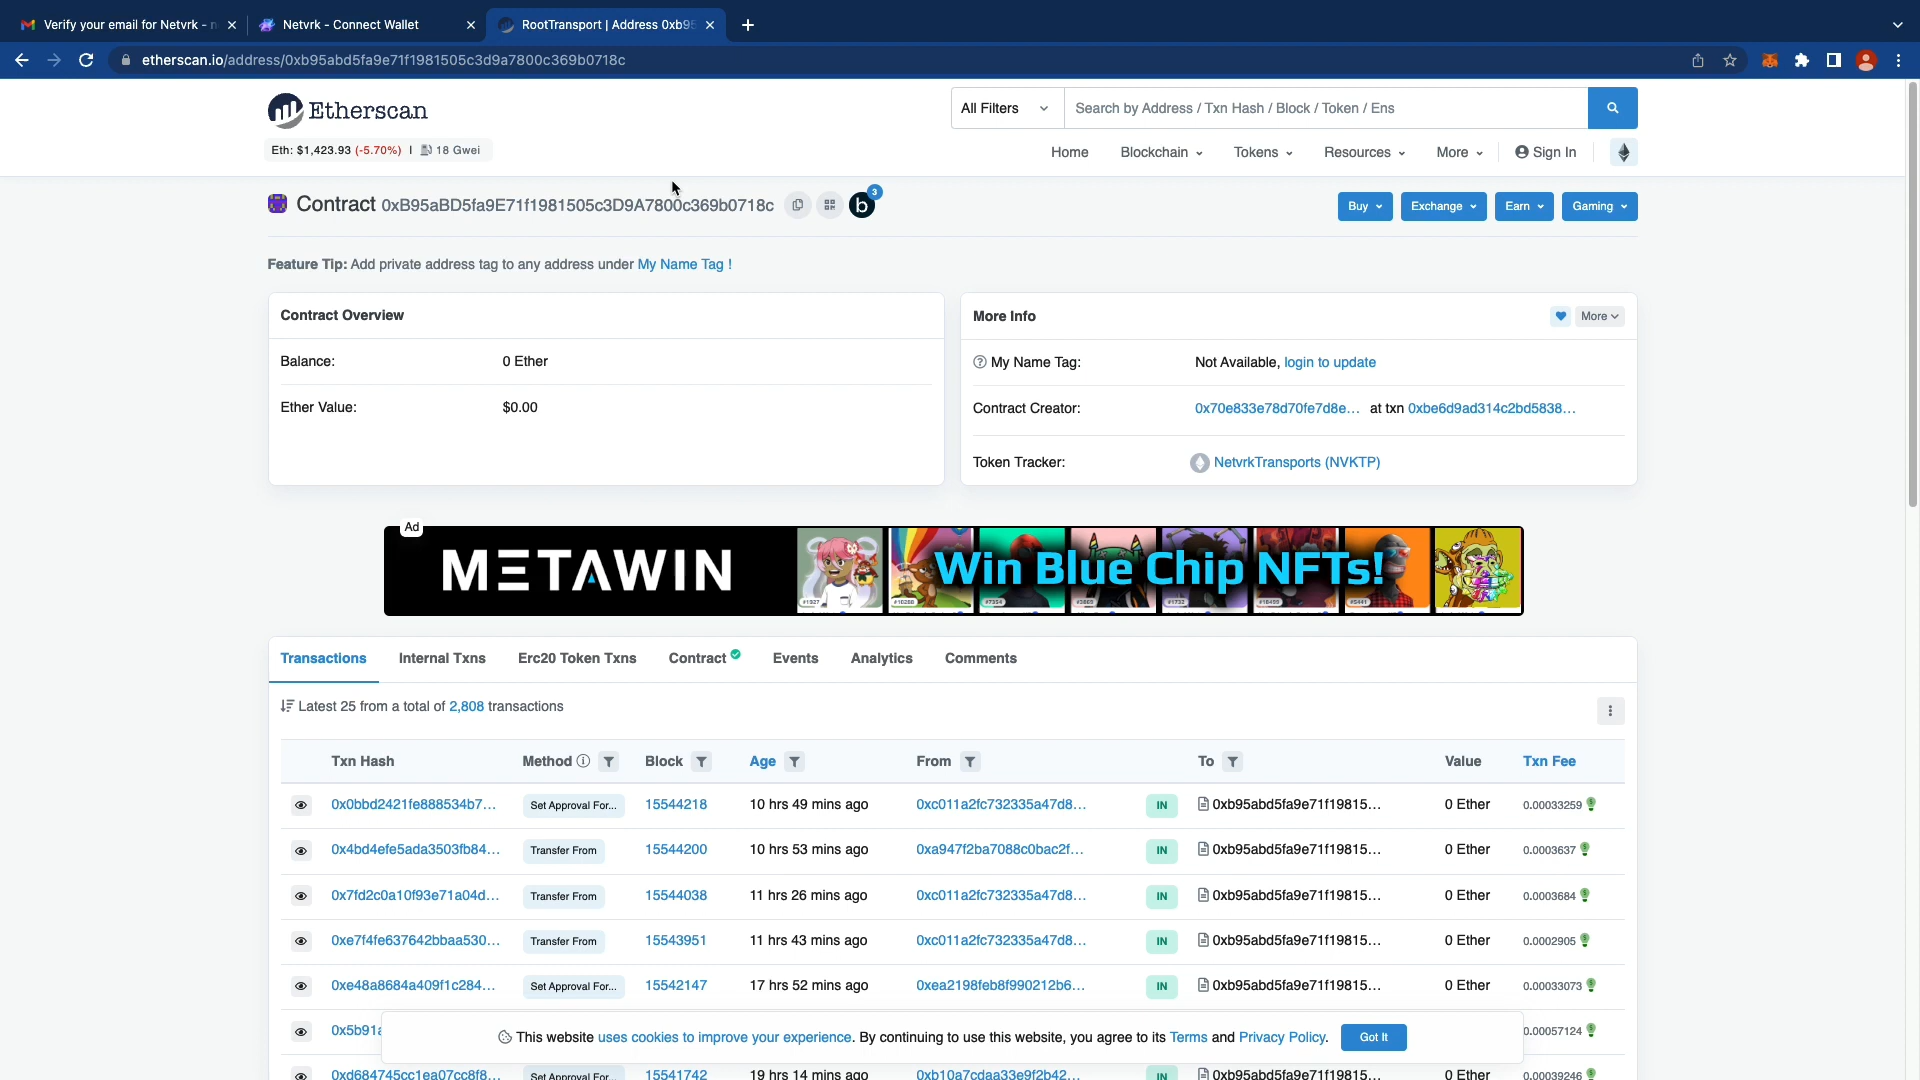 Verify your email for Netvrk - n
Netvrk - Connect Wallet
RootTransport | Address 0xb95
etherscan.io/address/0xb95abd5fa9e71f1981505c3d9a7800c369b0718c
Etherscan
All Filters
Search by Address / Txn Hash / Block / Token / Ens
Eth: $1,423.93 (-5.70%) | 18 Gwei
Home Blockchain Tokens Resources More Sign In
Contract 0xB95aBD5fa9E71f1981505c3D9A7800c369b0718c b 3
Buy Exchange Earn Gaming
Feature Tip: Add private address tag to any address under My Name Tag !
Contract Overview
Balance: 0 Ether
Ether Value: $0.00
More Info
More
My Name Tag: Not Available, login to update
Contract Creator: 0x70e833e78d70fe7d8e... at txn 0xbe6d9ad314c2bd5838...
Token Tracker: NetvrkTransports (NVKTP)
Ad
METAWIN
Win Blue Chip NFTs!
Transactions Internal Txns Erc20 Token Txns Contract Events Analytics Comments
Latest 25 from a total of 2,808 transactions
Txn Hash Method Block Age From To Value Txn Fee
0x0bbd2421fe888534b7... Set Approval For... 15544218 10 hrs 49 mins ago 0xc011a2fc732335a47d8... IN 0xb95abd5fa9e71f19815... 0 Ether 0.00033259
0x4bd4efe5ada3503fb84... Transfer From 15544200 10 hrs 53 mins ago 0xa947f2ba7088c0bac2f... IN 0xb95abd5fa9e71f19815... 0 Ether 0.0003637
0x7fd2c0a10f93e71a04d... Transfer From 15544038 11 hrs 26 mins ago 0xc011a2fc732335a47d8... IN 0xb95abd5fa9e71f19815... 0 Ether 0.0003684
0xe7f4fe637642bbaa530... Transfer From 15543951 11 hrs 43 mins ago 0xc011a2fc732335a47d8... IN 0xb95abd5fa9e71f19815... 0 Ether 0.0002905
0xe48a8684a409f1c284... Set Approval For... 15542147 17 hrs 52 mins ago 0xea2198feb8f990212b6... IN 0xb95abd5fa9e71f19815... 0 Ether 0.00033073
0x5b91a 0.00057124
This website uses cookies to improve your experience. By continuing to use this website, you agree to its Terms and Privacy Policy. Got It
0xd684745cc1ea07cc8f8... Set Approval For... 15541742 19 hrs 14 mins ago 0xb10a7cdaa33e9f2b42... IN 0xb95abd5fa9e71f19815... 0 Ether 0.00039246